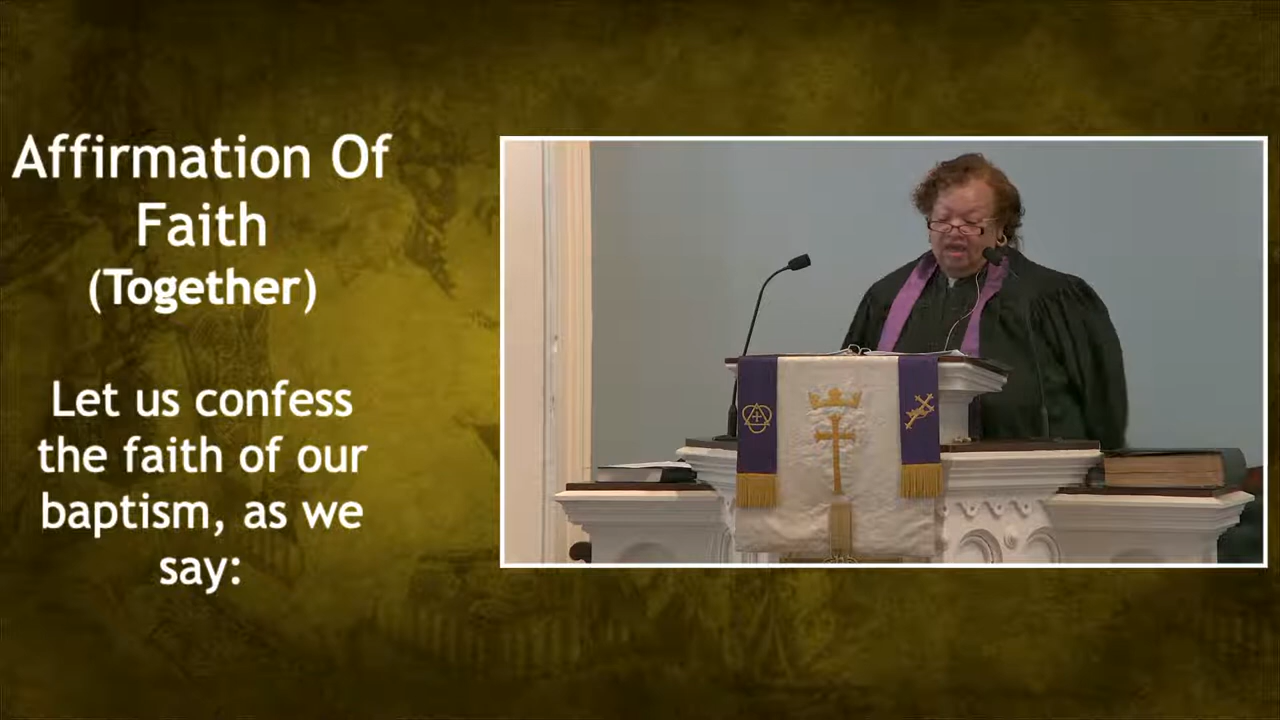 Affirmation Of
Faith
(Together)
Let us confess
the faith of our
baptism, as we
say: